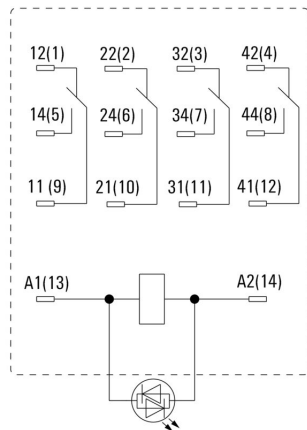 12(1) 22(2) 32(3) 42(4)
14(5) 24(6) 34(7) 44(8)
11 (9) 21(10) 31(11) 41(12)
A1(13) A2(14)